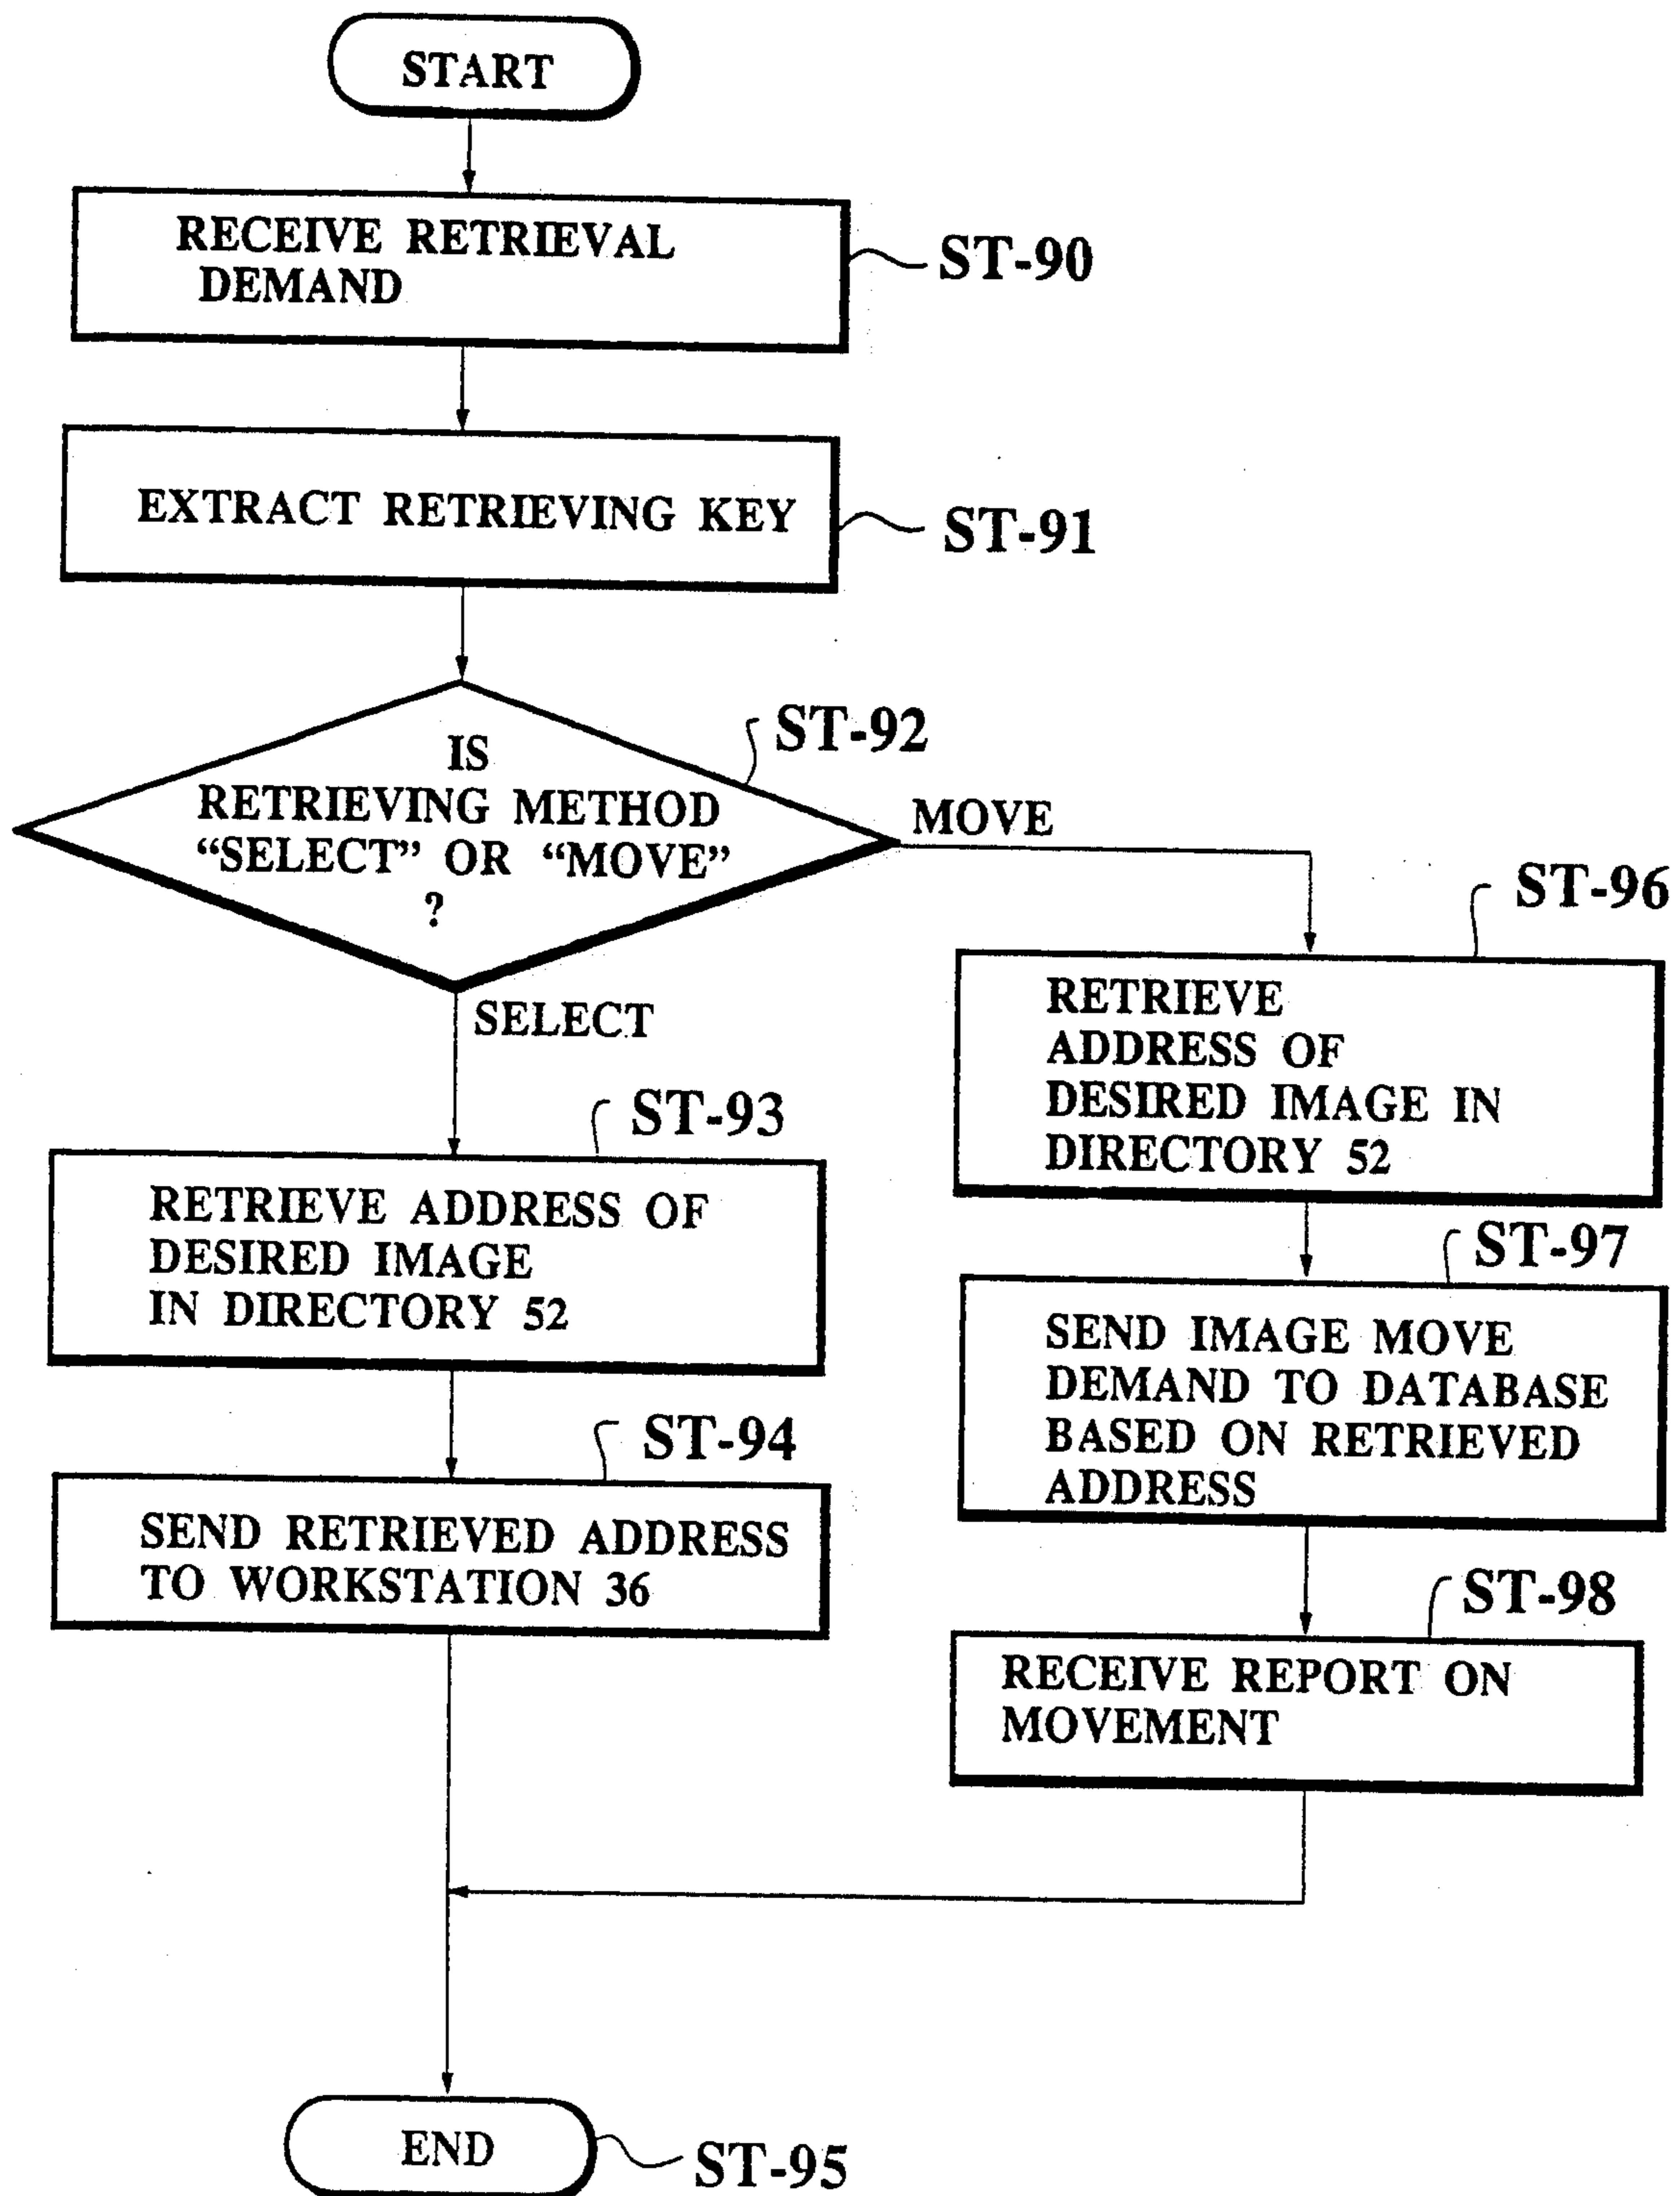 START
RECEIVE RETRIEVAL
DEMAND
ST-90
EXTRACT RETRIEVING KEY
ST-91
IS
RETRIEVING METHOD
“SELECT” OR “MOVE”
?
ST-92
MOVE
SELECT
ST-93
RETRIEVE ADDRESS OF
DESIRED IMAGE
IN DIRECTORY 52
ST-94
SEND RETRIEVED ADDRESS
TO WORKSTATION 36
ST-96
RETRIEVE
ADDRESS OF
DESIRED IMAGE IN
DIRECTORY 52
ST-97
SEND IMAGE MOVE
DEMAND TO DATABASE
BASED ON RETRIEVED
ADDRESS
ST-98
RECEIVE REPORT ON
MOVEMENT
END
ST-95